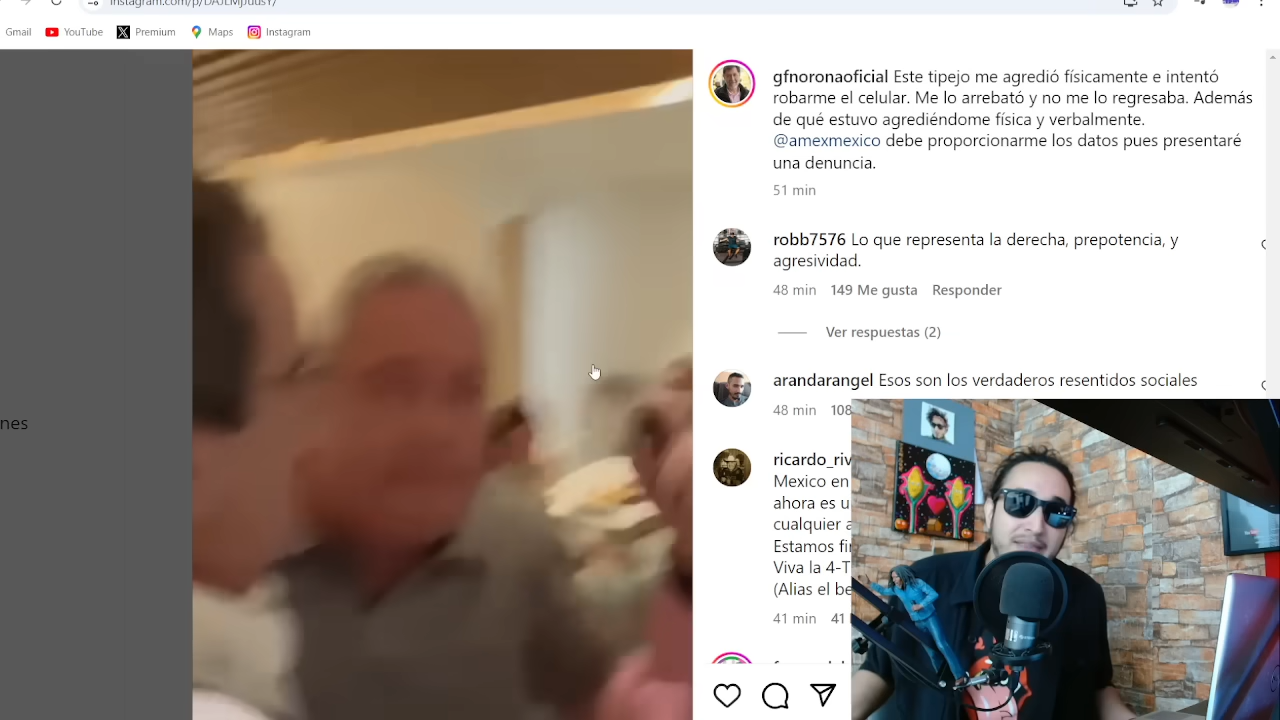 Gmail YouTube Premium Maps Instagram
gfnoronaoficial Este tipejo me agredió físicamente e intentó
robarme el celular. Me lo arrebató y no me lo regresaba. Además
de qué estuvo agrediéndome física y verbalmente.
@amexmexico debe proporcionarme los datos pues presentaré
una denuncia.
51 min
robb7576 Lo que representa la derecha, prepotencia, y
agresividad.
48 min 149 Me gusta Responder
Ver respuestas (2)
arandarangel Esos son los verdaderos resentidos sociales
48 min 108
nes
ricardo_riv
Mexico en
ahora es u
cualquier a
Estamos fi
Viva la 4-T
(Alias el be
41 min 41